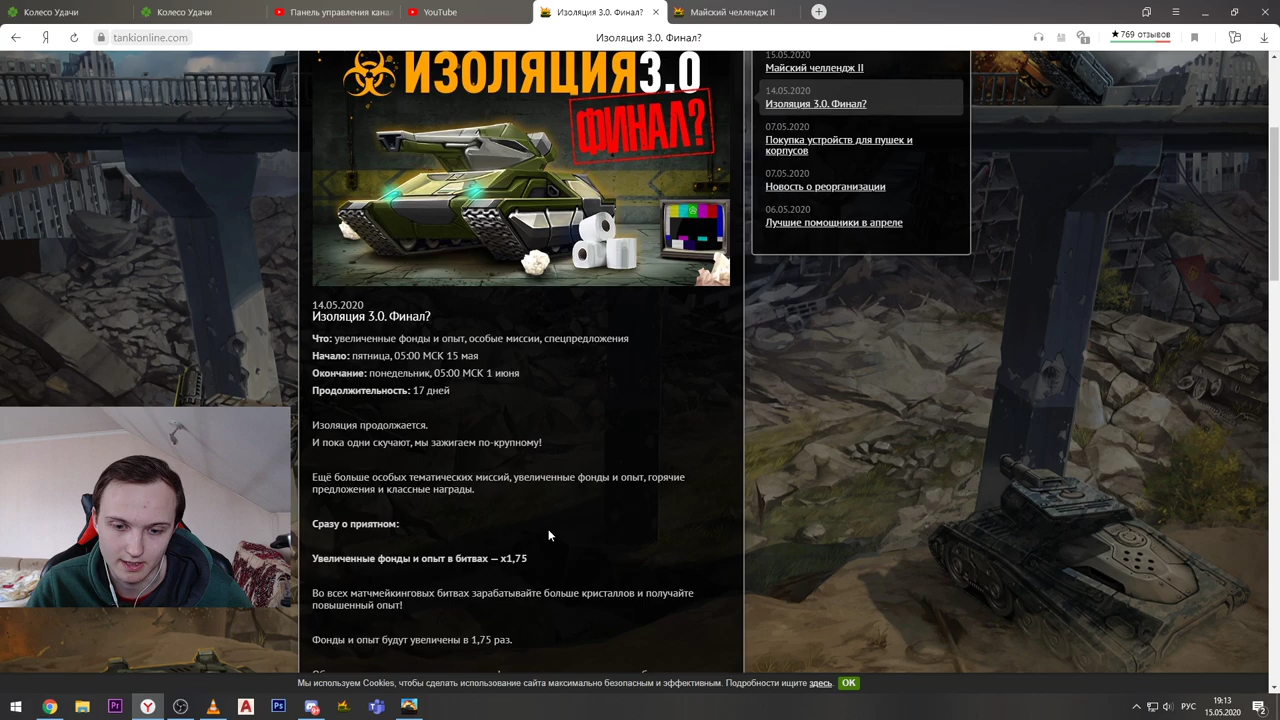 Колесо Удачи
Колесо Удачи
Панель управления канал
YouTube
Изоляция 3.0. Финал?
Майский челлендж II
tankionline.com
Изоляция 3.0. Финал?
★769 отзывов
ИЗОЛЯЦИЯ3.0
ФИНАЛ?
15.05.2020
Майский челлендж II
14.05.2020
Изоляция 3.0. Финал?
07.05.2020
Покупка устройств для пушек и
корпусов
07.05.2020
Новость о реорганизации
06.05.2020
Лучшие помощники в апреле
14.05.2020
Изоляция 3.0. Финал?
Что: увеличенные фонды и опыт, особые миссии, спецпредложения
Начало: пятница, 05:00 МСК 15 мая
Окончание: понедельник, 05:00 МСК 1 июня
Продолжительность: 17 дней
Изоляция продолжается.
И пока одни скучают, мы зажигаем по-крупному!
Ещё больше особых тематических миссий, увеличенные фонды и опыт, горячие
предложения и классные награды.
Сразу о приятном:
Увеличенные фонды и опыт в битвах — х1,75
Во всех матчмейкинговых битвах зарабатывайте больше кристаллов и получайте
повышенный опыт!
Фонды и опыт будут увеличены в 1,75 раз.
Мы используем Cookies, чтобы сделать использование сайта максимально безопасным и эффективным. Подробности ищите здесь OK
РУС
19:13
15.05.2020
2